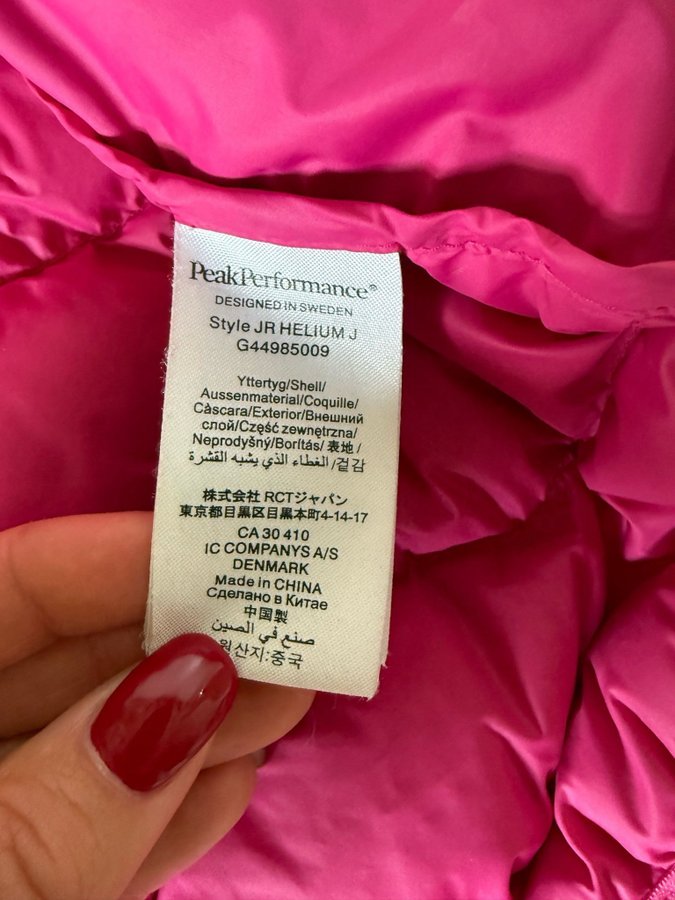 PeakPerformance®
DESIGNED IN SWEDEN
Style JR HELIUM J
G44985009
Yttertyg/Shell/
Aussenmaterial/Coquille/
Càscara/Exterior/Внешний
слой/Część zewnętrzna/
Neprodyšný/Borítás/ 表地 /
الغطاء الذي يشبه القشرة/겉감
株式会社 RCTジャパン
東京都目黒区目黒本町4-14-17
CA 30 410
IC COMPANYS A/S
DENMARK
Made in CHINA
Сделано в Китае
中国製
صنع في الصين
원산지:중국